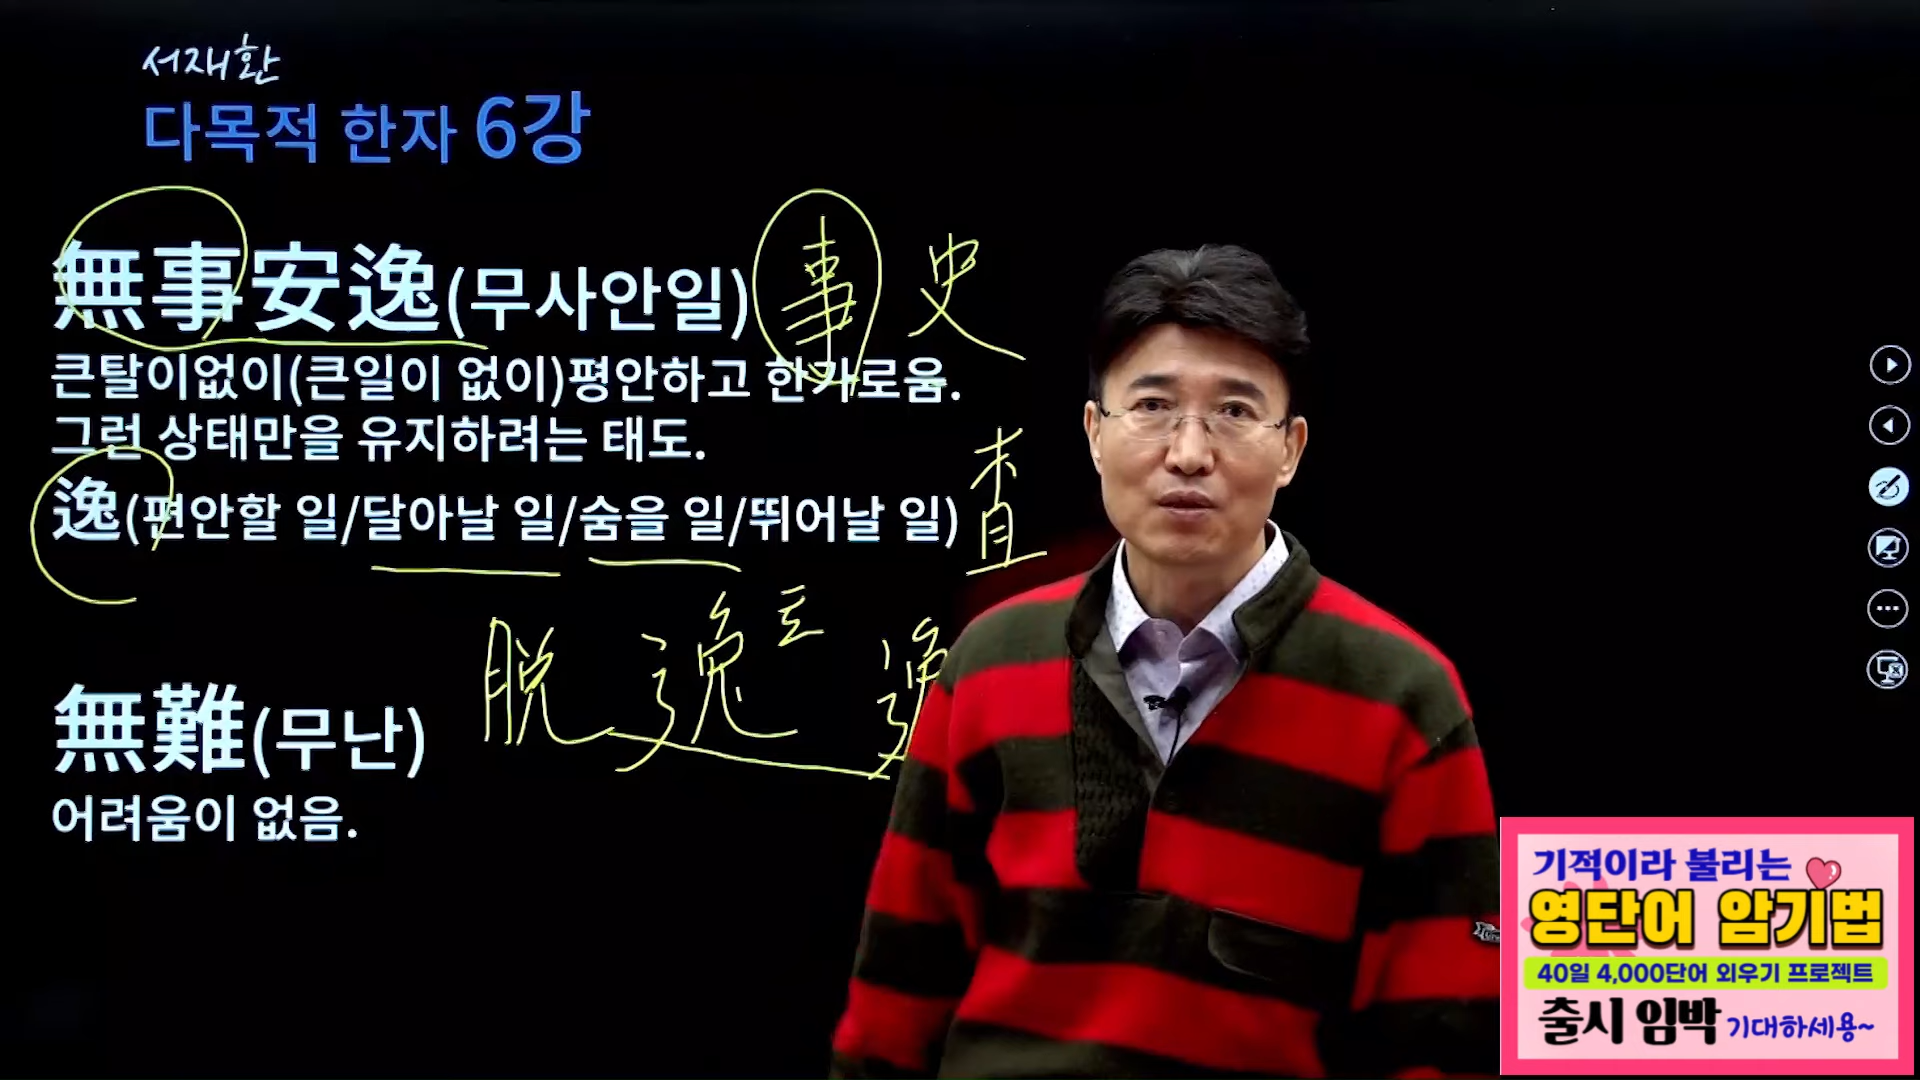 서재환
다목적 한자 6강
無事安逸(무사안일) 事 史
큰탈이없이(큰일이 없이)평안하고 한가로움.
그런 상태만을 유지하려는 태도.
逸(편안할 일/달아날 일/숨을 일/뛰어날 일)
査
脱 逸
無難(무난)
어려움이 없음.
기적이라 불리는
영단어 암기법
40일 4,000단어 외우기 프로젝트
출시 임박 기대하세용~